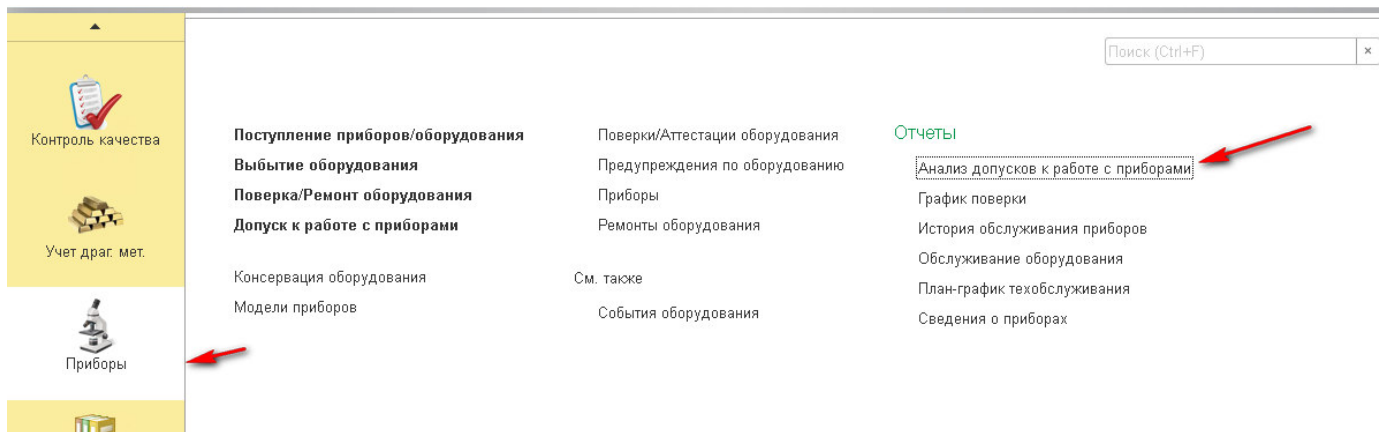 Поиск (Ctrl+F)
×
Контроль качества
Учет драг. мет.
Приборы
Поступление приборов/оборудования
Выбытие оборудования
Поверка/Ремонт оборудования
Допуск к работе с приборами
Консервация оборудования
Модели приборов
Поверки/Аттестации оборудования
Предупреждения по оборудованию
Приборы
Ремонты оборудования
См. также
События оборудования
Отчеты
Анализ допусков к работе с приборами
График поверки
История обслуживания приборов
Обслуживание оборудования
План-график техобслуживания
Сведения о приборах